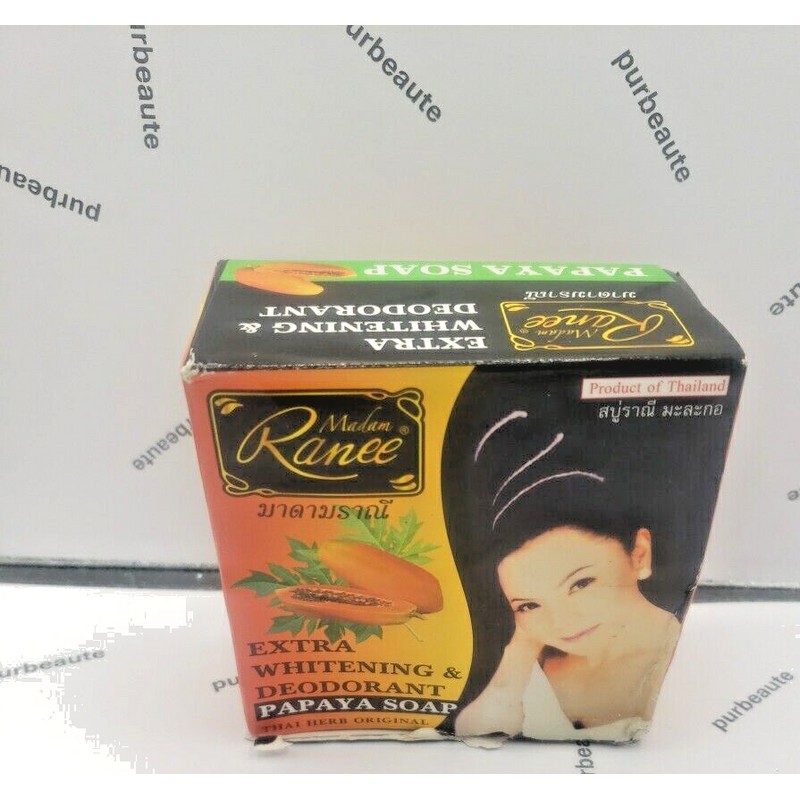 purbeaute
purbeaute
purbeaute
purbeaute
PAPAYA SOAP
EXTRA
WHITENING &
DEODORANT
Madam
Ranee
®
มาดามราณี
Product of Thailand
สบู่ราณี มะละกอ
Madam
Ranee
®
มาดามราณี
EXTRA
WHITENING &
DEODORANT
PAPAYA SOAP
THAI HERB ORIGINAL
purbeaute
purbeaute
purbeaute